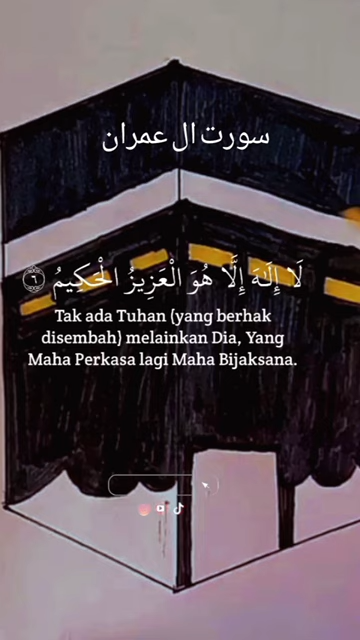 سورت ال عمران
لَا إِلَٰهَ إِلَّا هُوَ الْعَزِيزُ الْحَكِيمُ ۝٦
Tak ada Tuhan (yang berhak
disembah) melainkan Dia, Yang
Maha Perkasa lagi Maha Bijaksana.